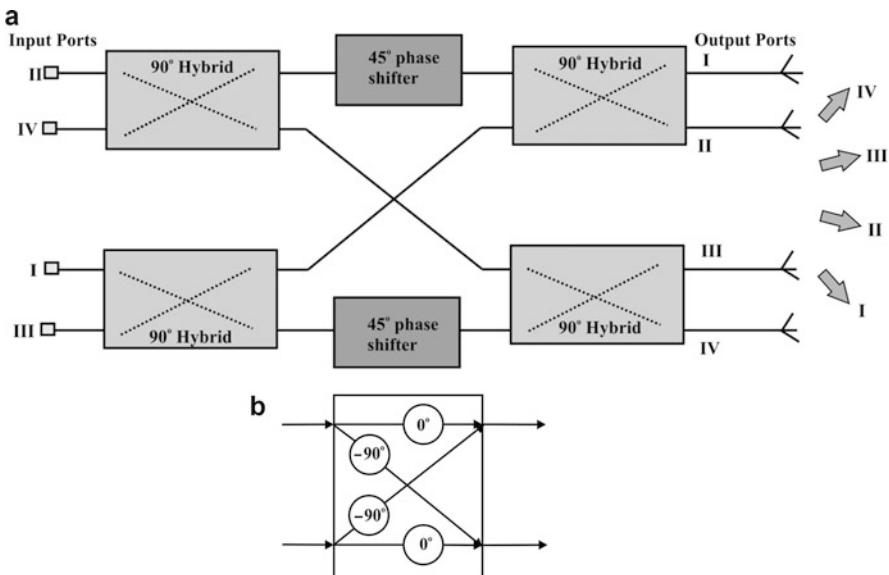 a
Input Ports
Output Ports
90° Hybrid
45° phase
shifter
90° Hybrid
I
II
IV
II
IV
III
II
I
I
III
90° Hybrid
45° phase
shifter
90° Hybrid
III
IV
b
0°
-90°
-90°
0°